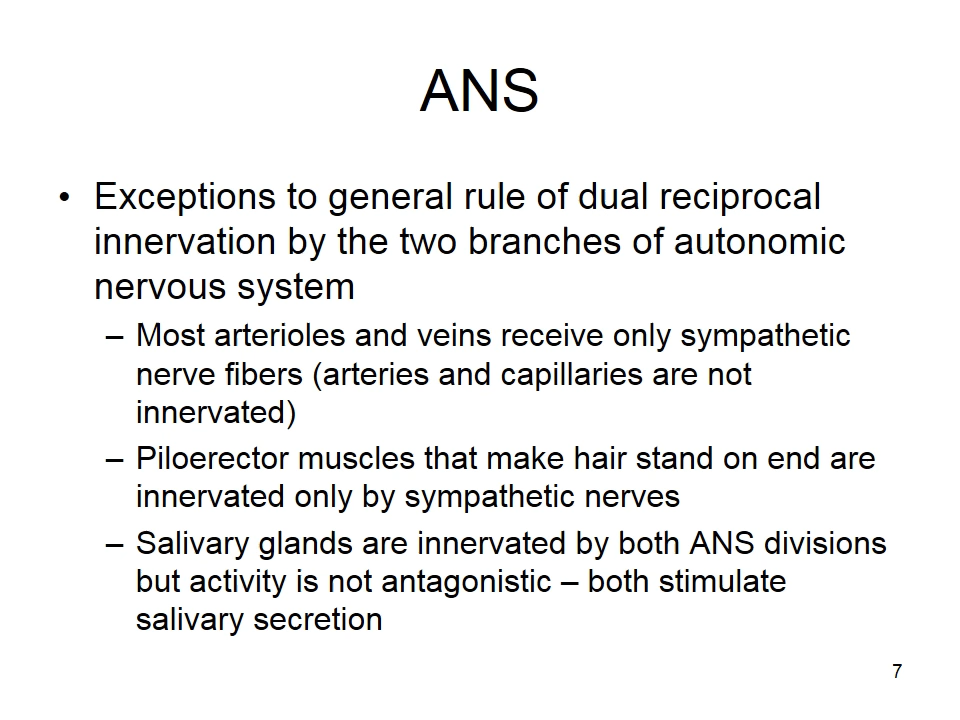 ANS
• Exceptions to general rule of dual reciprocal
innervation by the two branches of autonomic
nervous system
– Most arterioles and veins receive only sympathetic
nerve fibers (arteries and capillaries are not
innervated)
– Piloerector muscles that make hair stand on end are
innervated only by sympathetic nerves
– Salivary glands are innervated by both ANS divisions
but activity is not antagonistic – both stimulate
salivary secretion
7